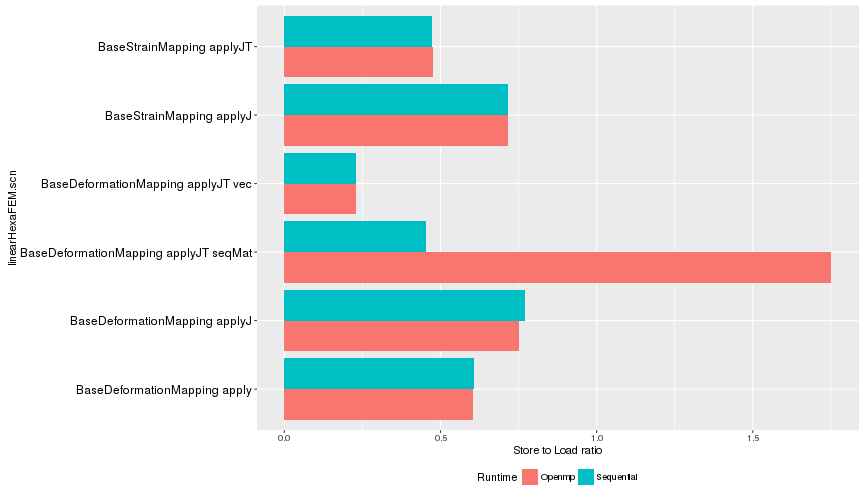 linearHexaFEM.scn
BaseStrainMapping applyJT
BaseStrainMapping applyJ
BaseDeformationMapping applyJT vec
BaseDeformationMapping applyJT seqMat
BaseDeformationMapping applyJ
BaseDeformationMapping apply
0.0 0.5 1.0 1.5
Store to Load ratio
Runtime Openmp Sequential